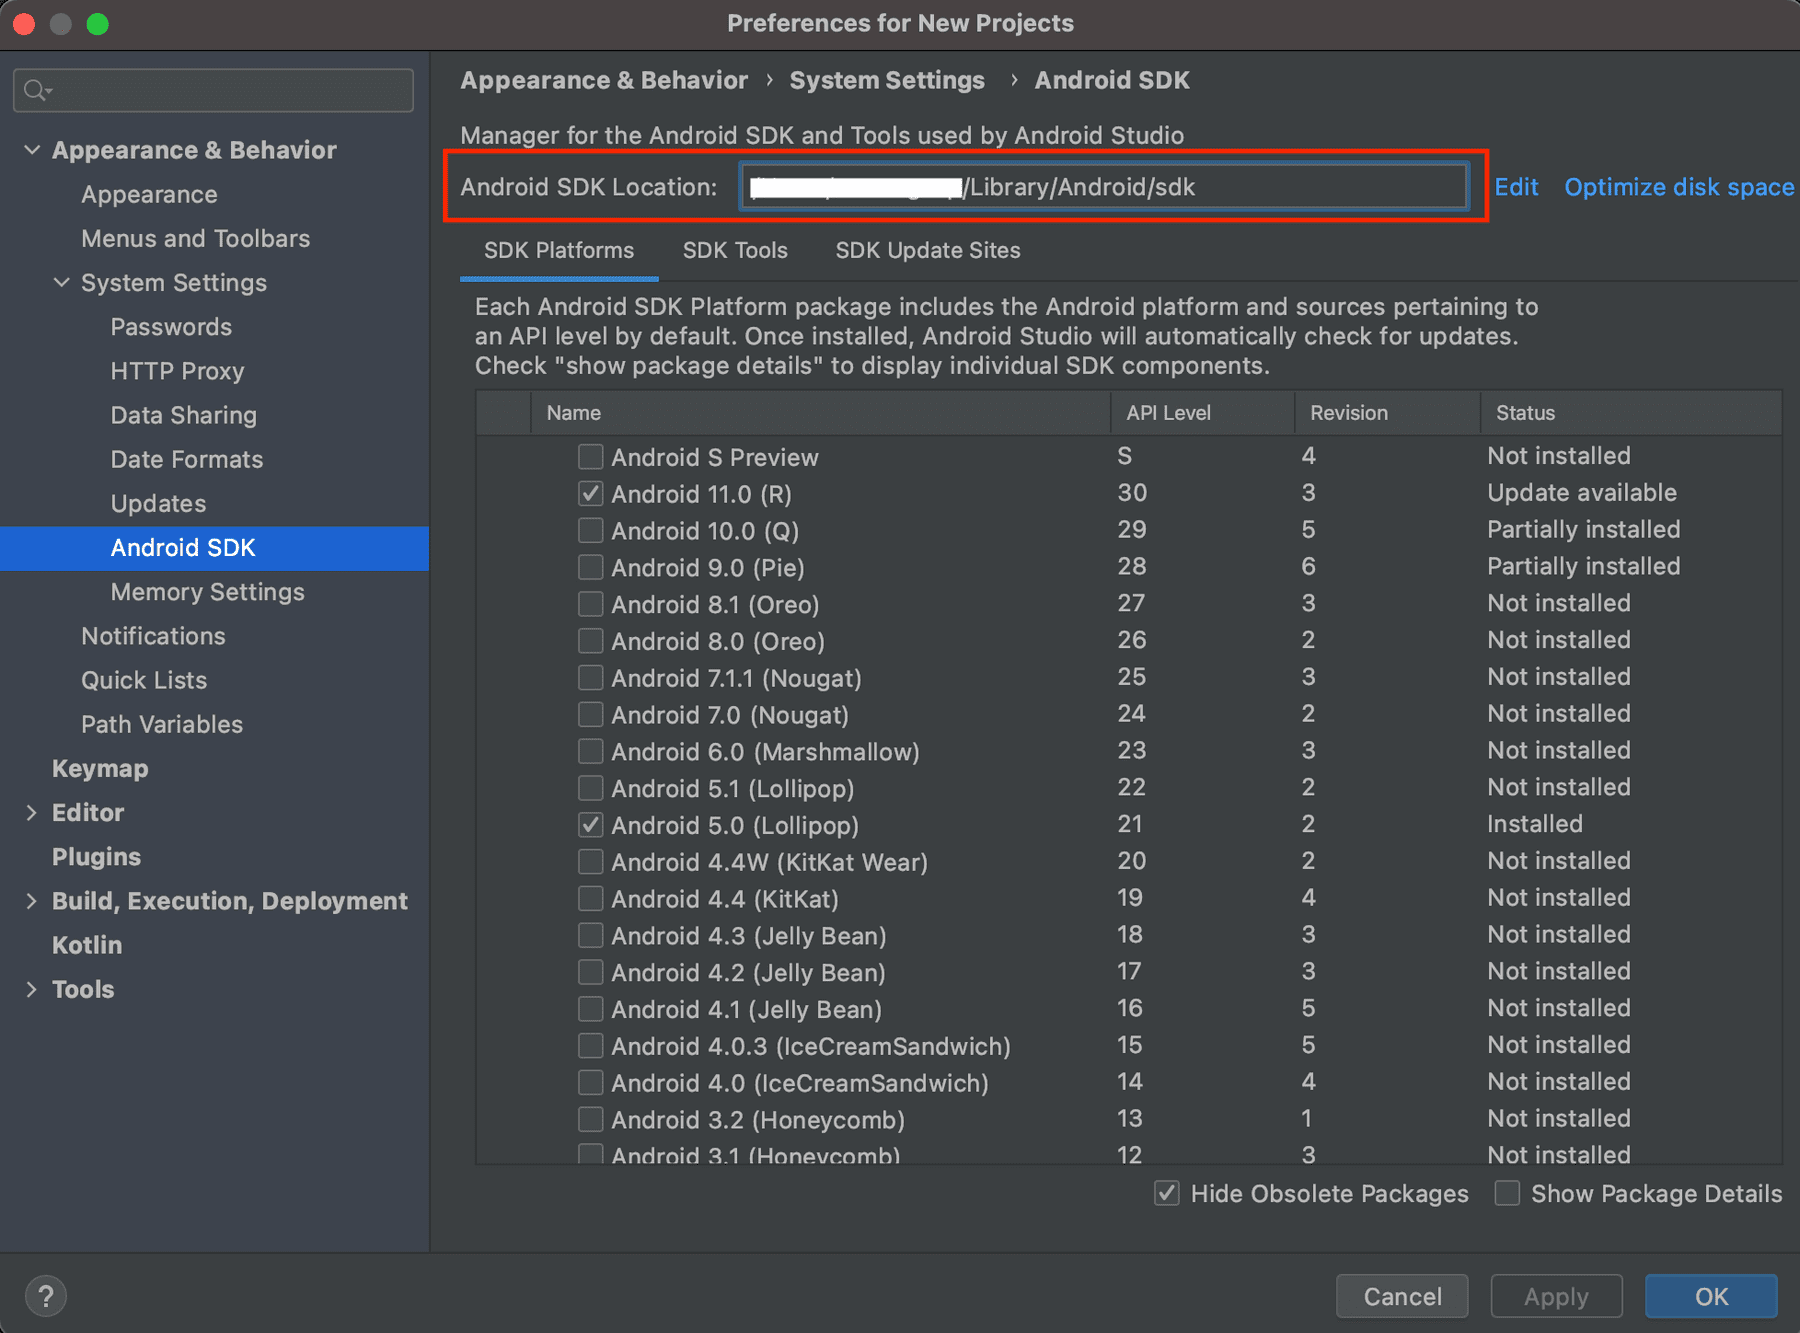 Preferences for New Projects
Appearance & Behavior
Appearance
Menus and Toolbars
System Settings
Passwords
HTTP Proxy
Data Sharing
Date Formats
Updates
Android SDK
Memory Settings
Notifications
Quick Lists
Path Variables
Keymap
Editor
Plugins
Build, Execution, Deployment
Kotlin
Tools
Appearance & Behavior › System Settings › Android SDK
Manager for the Android SDK and Tools used by Android Studio
Android SDK Location: /Library/Android/sdk Edit Optimize disk space
SDK Platforms SDK Tools SDK Update Sites
Each Android SDK Platform package includes the Android platform and sources pertaining to
an API level by default. Once installed, Android Studio will automatically check for updates.
Check "show package details" to display individual SDK components.
Name API Level Revision Status
Android S Preview S 4 Not installed
Android 11.0 (R) 30 3 Update available
Android 10.0 (Q) 29 5 Partially installed
Android 9.0 (Pie) 28 6 Partially installed
Android 8.1 (Oreo) 27 3 Not installed
Android 8.0 (Oreo) 26 2 Not installed
Android 7.1.1 (Nougat) 25 3 Not installed
Android 7.0 (Nougat) 24 2 Not installed
Android 6.0 (Marshmallow) 23 3 Not installed
Android 5.1 (Lollipop) 22 2 Not installed
Android 5.0 (Lollipop) 21 2 Installed
Android 4.4W (KitKat Wear) 20 2 Not installed
Android 4.4 (KitKat) 19 4 Not installed
Android 4.3 (Jelly Bean) 18 3 Not installed
Android 4.2 (Jelly Bean) 17 3 Not installed
Android 4.1 (Jelly Bean) 16 5 Not installed
Android 4.0.3 (IceCreamSandwich) 15 5 Not installed
Android 4.0 (IceCreamSandwich) 14 4 Not installed
Android 3.2 (Honeycomb) 13 1 Not installed
Android 3.1 (Honeycomb) 12 3 Not installed
Hide Obsolete Packages Show Package Details
? Cancel Apply OK